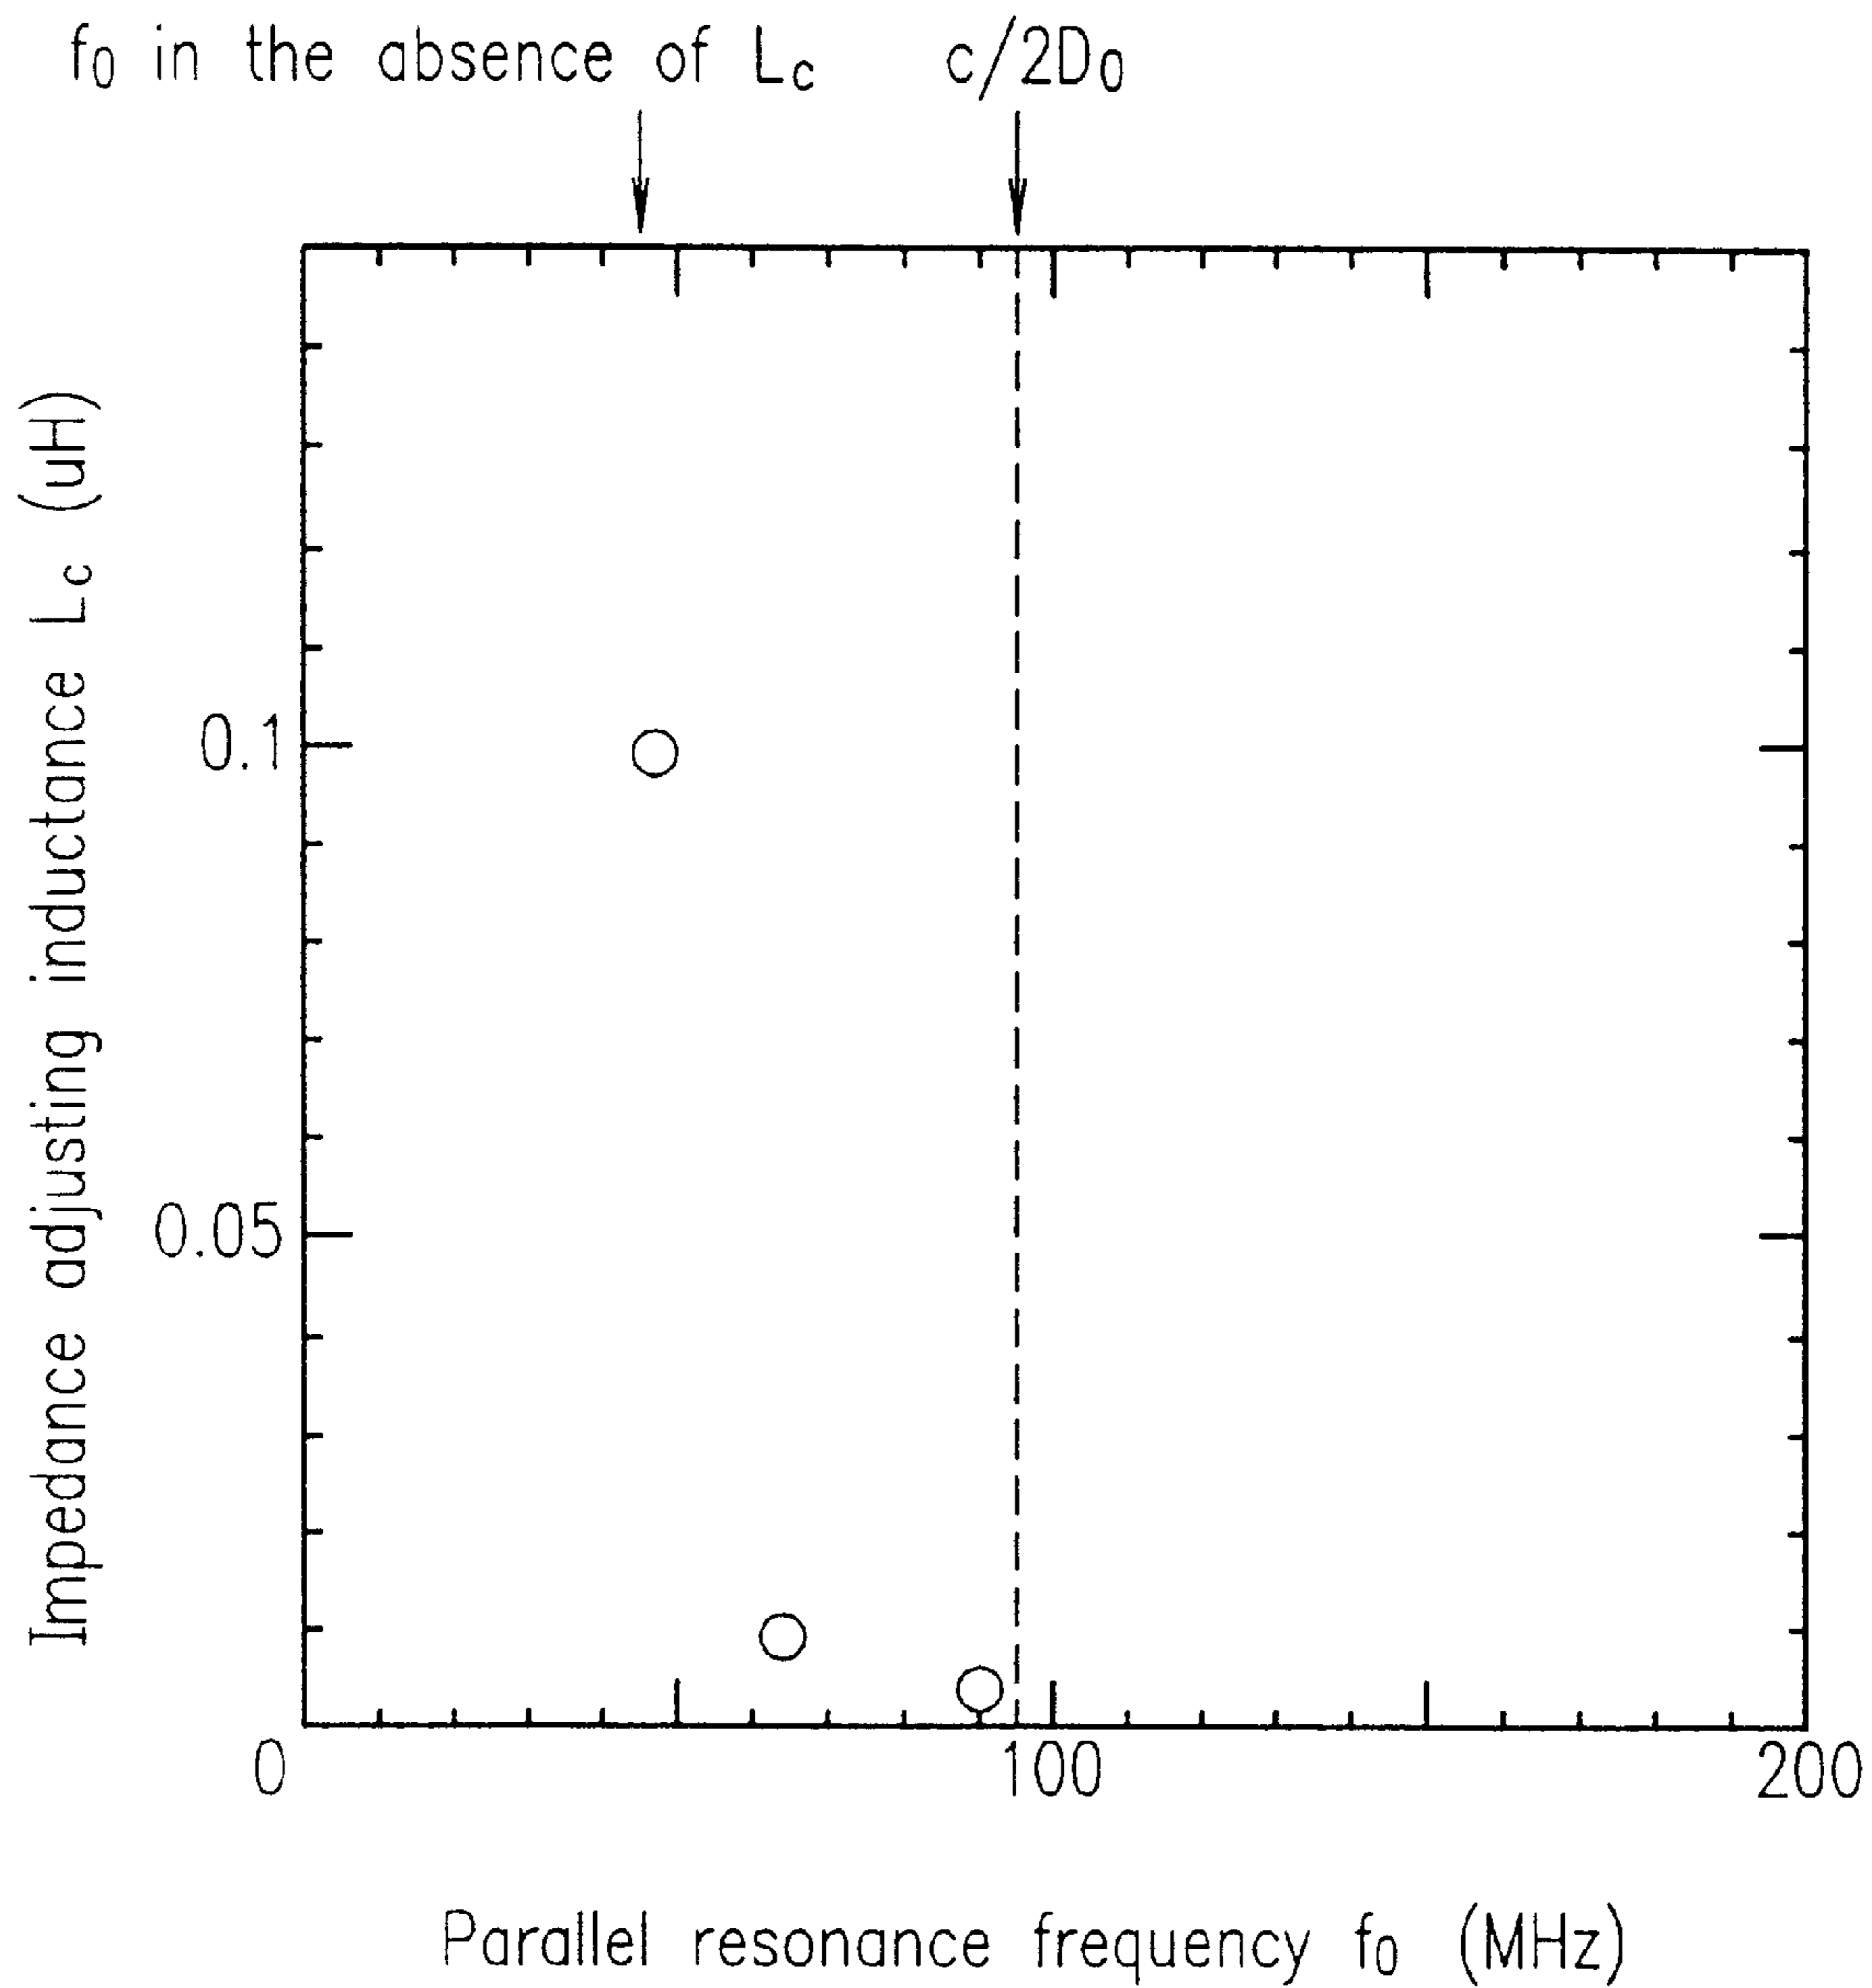 f0 in the absence of Lc
c/2D0
Impedance adjusting inductance Lc (uH)
0.1
0.05
0
100
200
Parallel resonance frequency f0 (MHz)